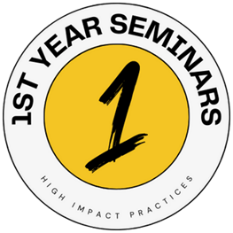 1ST YEAR SEMINARS
1
HIGH IMPACT PRACTICES